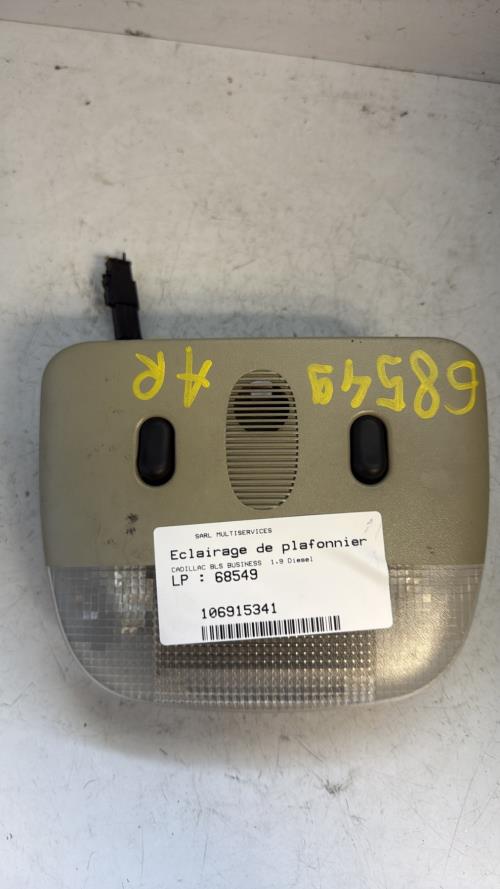 68549 AR
SARL MULTISERVICES
Eclairage de plafonnier
CADILLAC BLS BUSINESS 1.9 Diesel
LP : 68549
106915341